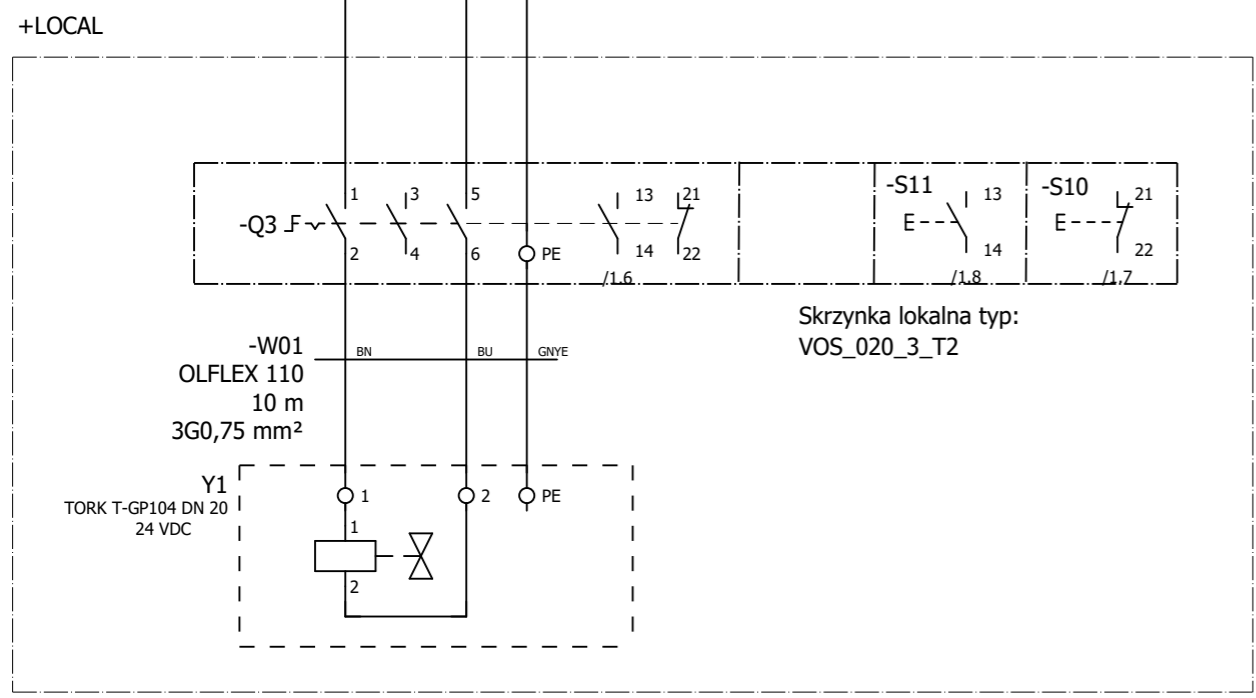 +LOCAL
-S11
13
-S10
21
1
3
5
13
21
-Q3
E
E
2
4
6
PE
14
22
14
22
/1.6
/1.8
/1.7
Skrzynka lokalna typ:
VOS_020_3_T2
-W01
BN
BU
GNYE
OLFLEX 110
10 m
3G0,75 mm²
Y1
TORK T-GP104 DN 20
24 VDC
1
2
PE
1
2